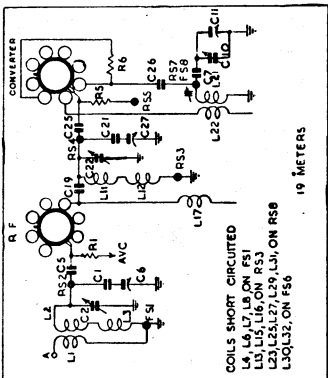 CONVERTER
R F
C11
C10
C7
RS7
FS8
C26
R6
R5
RS5
C25
RS4
C21
C27
C22
C19
L21
L22
L11
L12
RS3
L17
C5
RS2
R1
AVC
C1
C6
C2
L2
L3
L1
A
FS1
COILS SHORT CIRCUITED
L4, L6, L7, L8, ON FS1
L13, L15, L16, ON RS3
L23, L25, L27, L29, L31, ON RS8
L30, L32, ON FS6
19 METERS